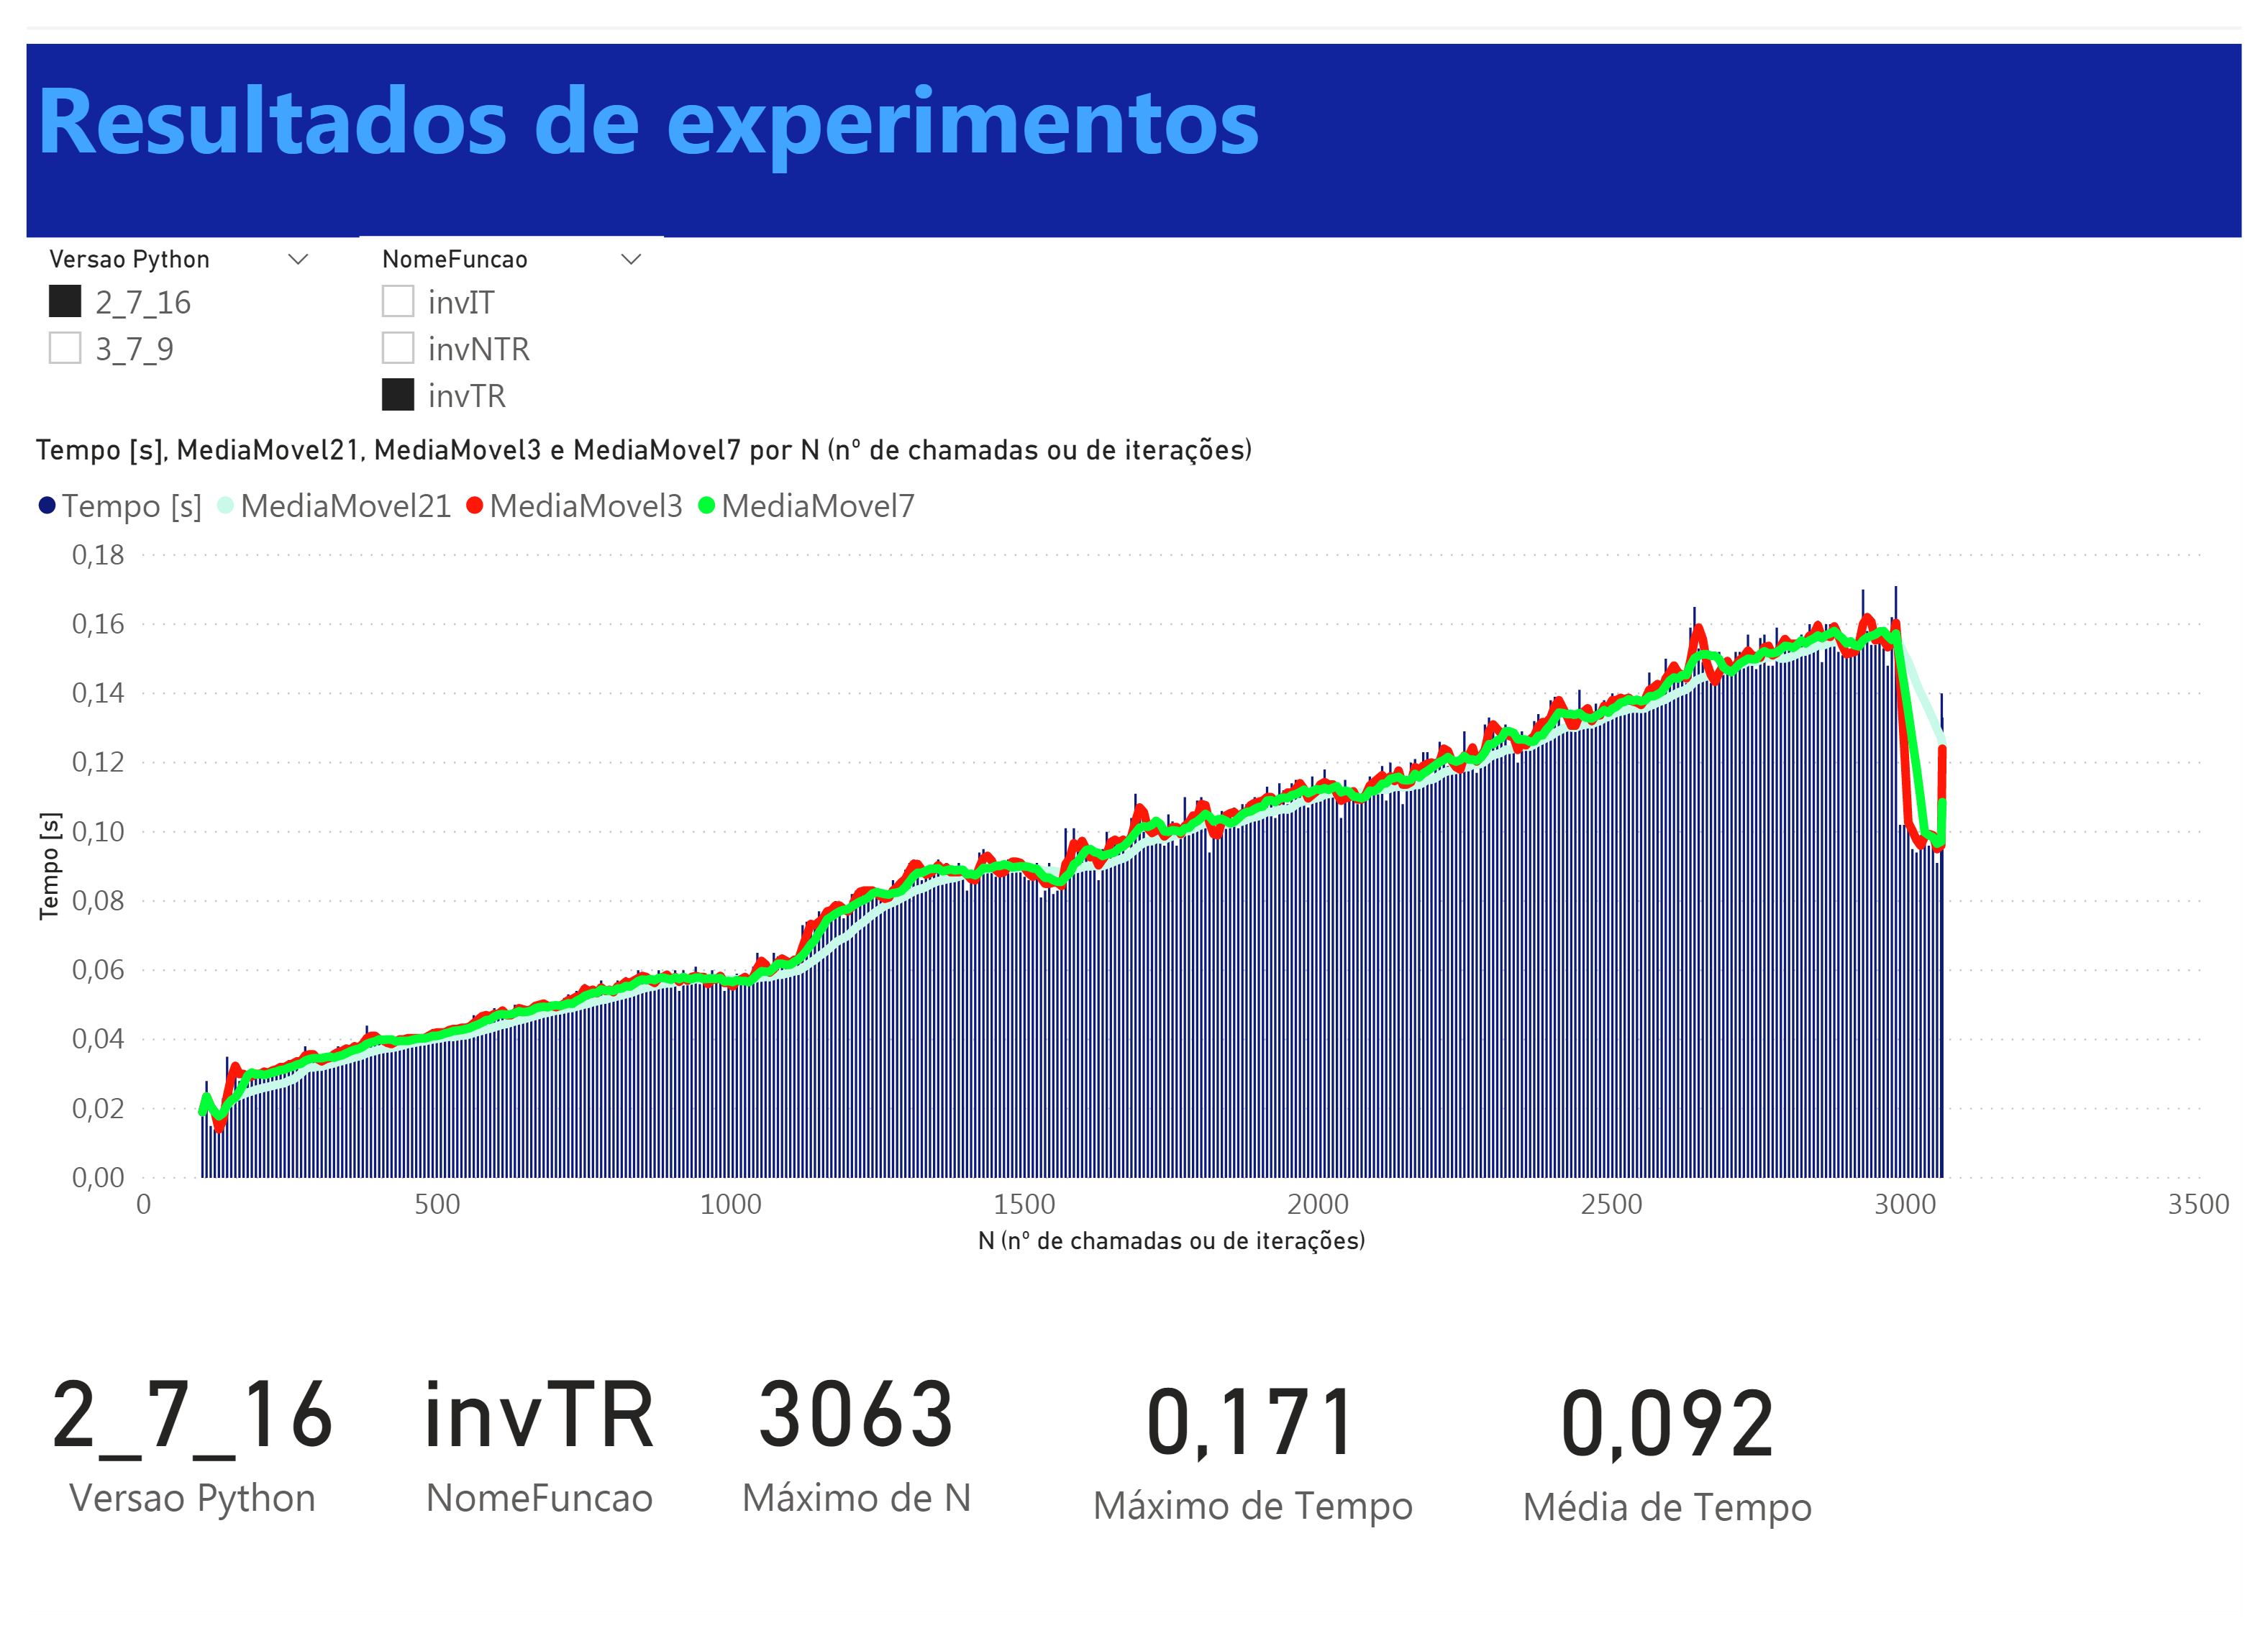 Resultados de experimentos
Versao Python
NomeFuncao
2_7_16
invIT
3_7_9
invNTR
invTR
Tempo [s], MediaMovel21, MediaMovel3 e MediaMovel7 por N (nº de chamadas ou de iterações)
Tempo [s] MediaMovel21 MediaMovel3 MediaMovel7
0,18
0,16
0,14
0,12
0,10
0,08
0,06
0,04
0,02
0,00
Tempo [s]
0 500 1000 1500 2000 2500 3000 3500
N (nº de chamadas ou de iterações)
2_7_16
Versao Python
invTR
NomeFuncao
3063
Máximo de N
0,171
Máximo de Tempo
0,092
Média de Tempo